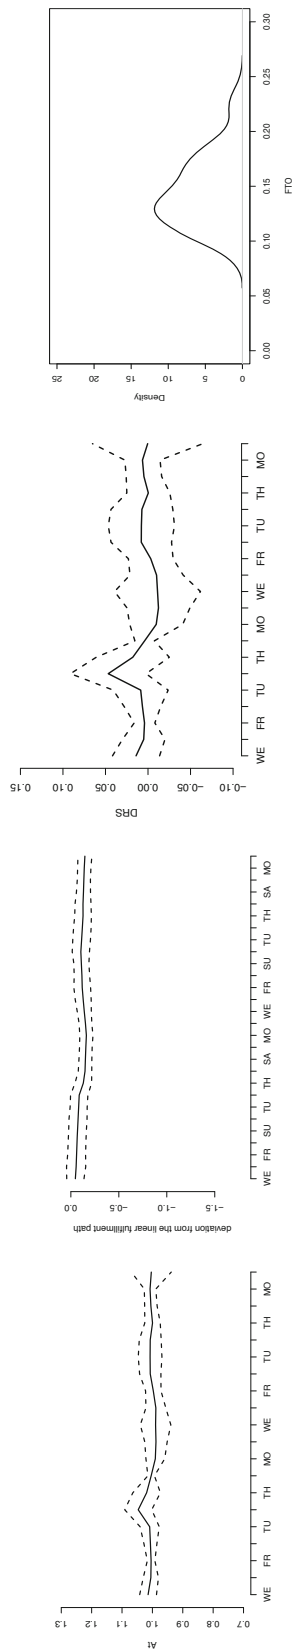 At
1.3
1.2
1.1
1.0
0.9
0.8
0.7
WE FR TU TH MO WE FR TU TH MO
deviation from the linear fulfillment path
0.0
−0.5
−1.0
−1.5
WE FR SU TU TH SA MO WE FR SU TU TH SA MO
DRS
0.15
0.10
0.05
0.00
−0.05
−0.10
WE FR TU TH MO WE FR TU TH MO
Density
25
20
15
10
5
0
0.00 0.05 0.10 0.15 0.20 0.25 0.30
FTO